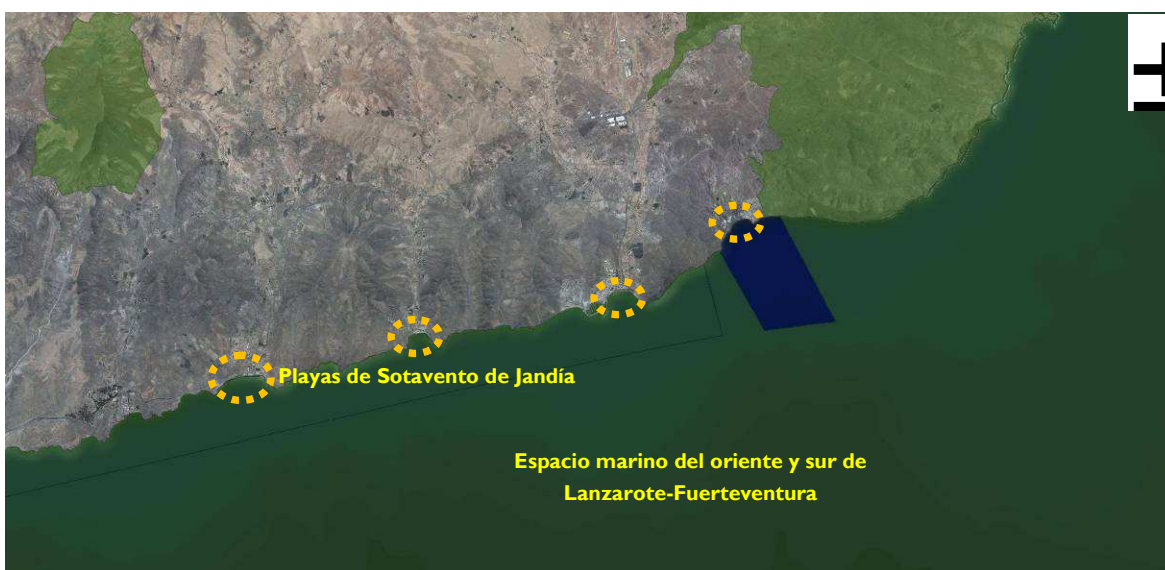 Playas de Sotavento de Jandía
Espacio marino del oriente y sur de
Lanzarote-Fuerteventura